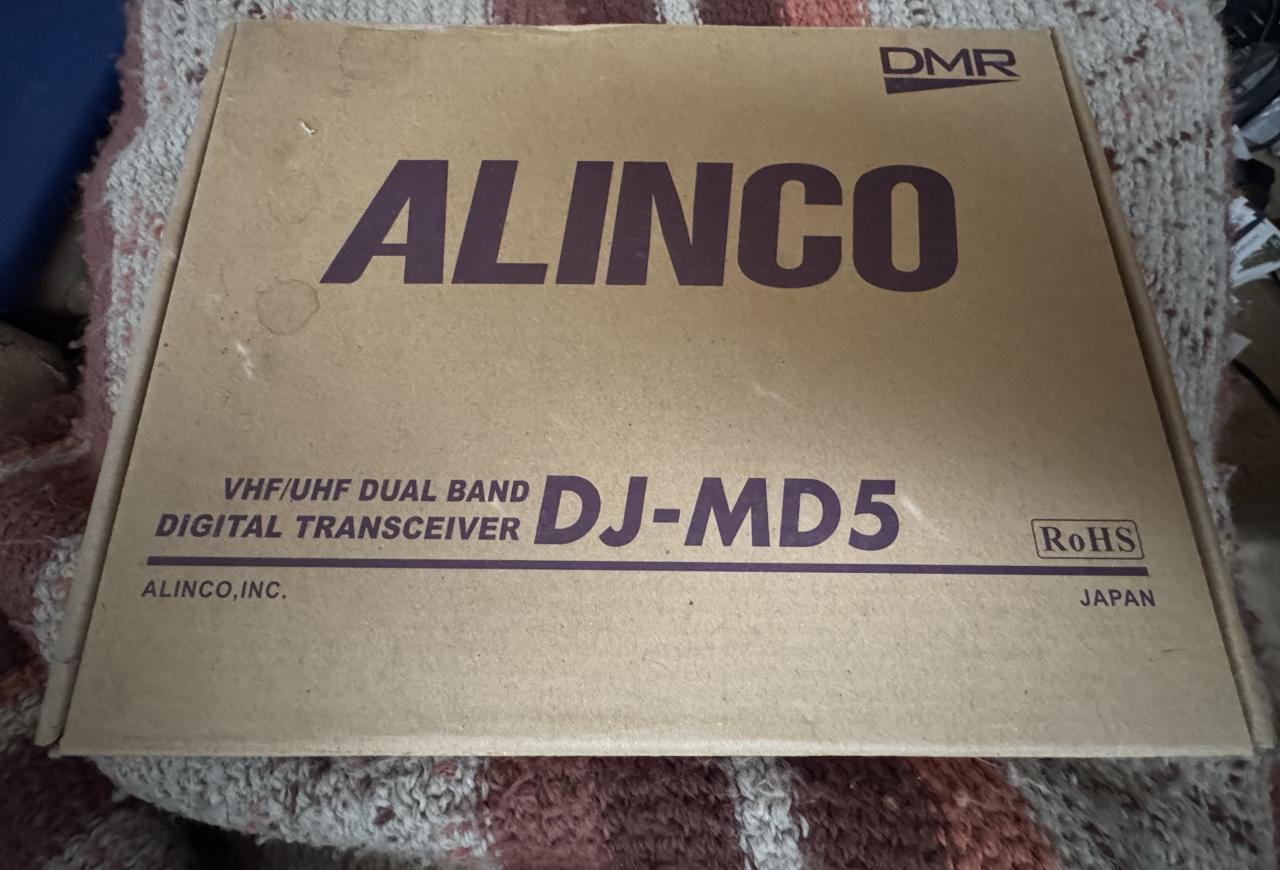 DMR
ALINCO
VHF/UHF DUAL BAND
DiGITAL TRANSCEIVER DJ-MD5
RoHS
ALINCO,INC.
JAPAN